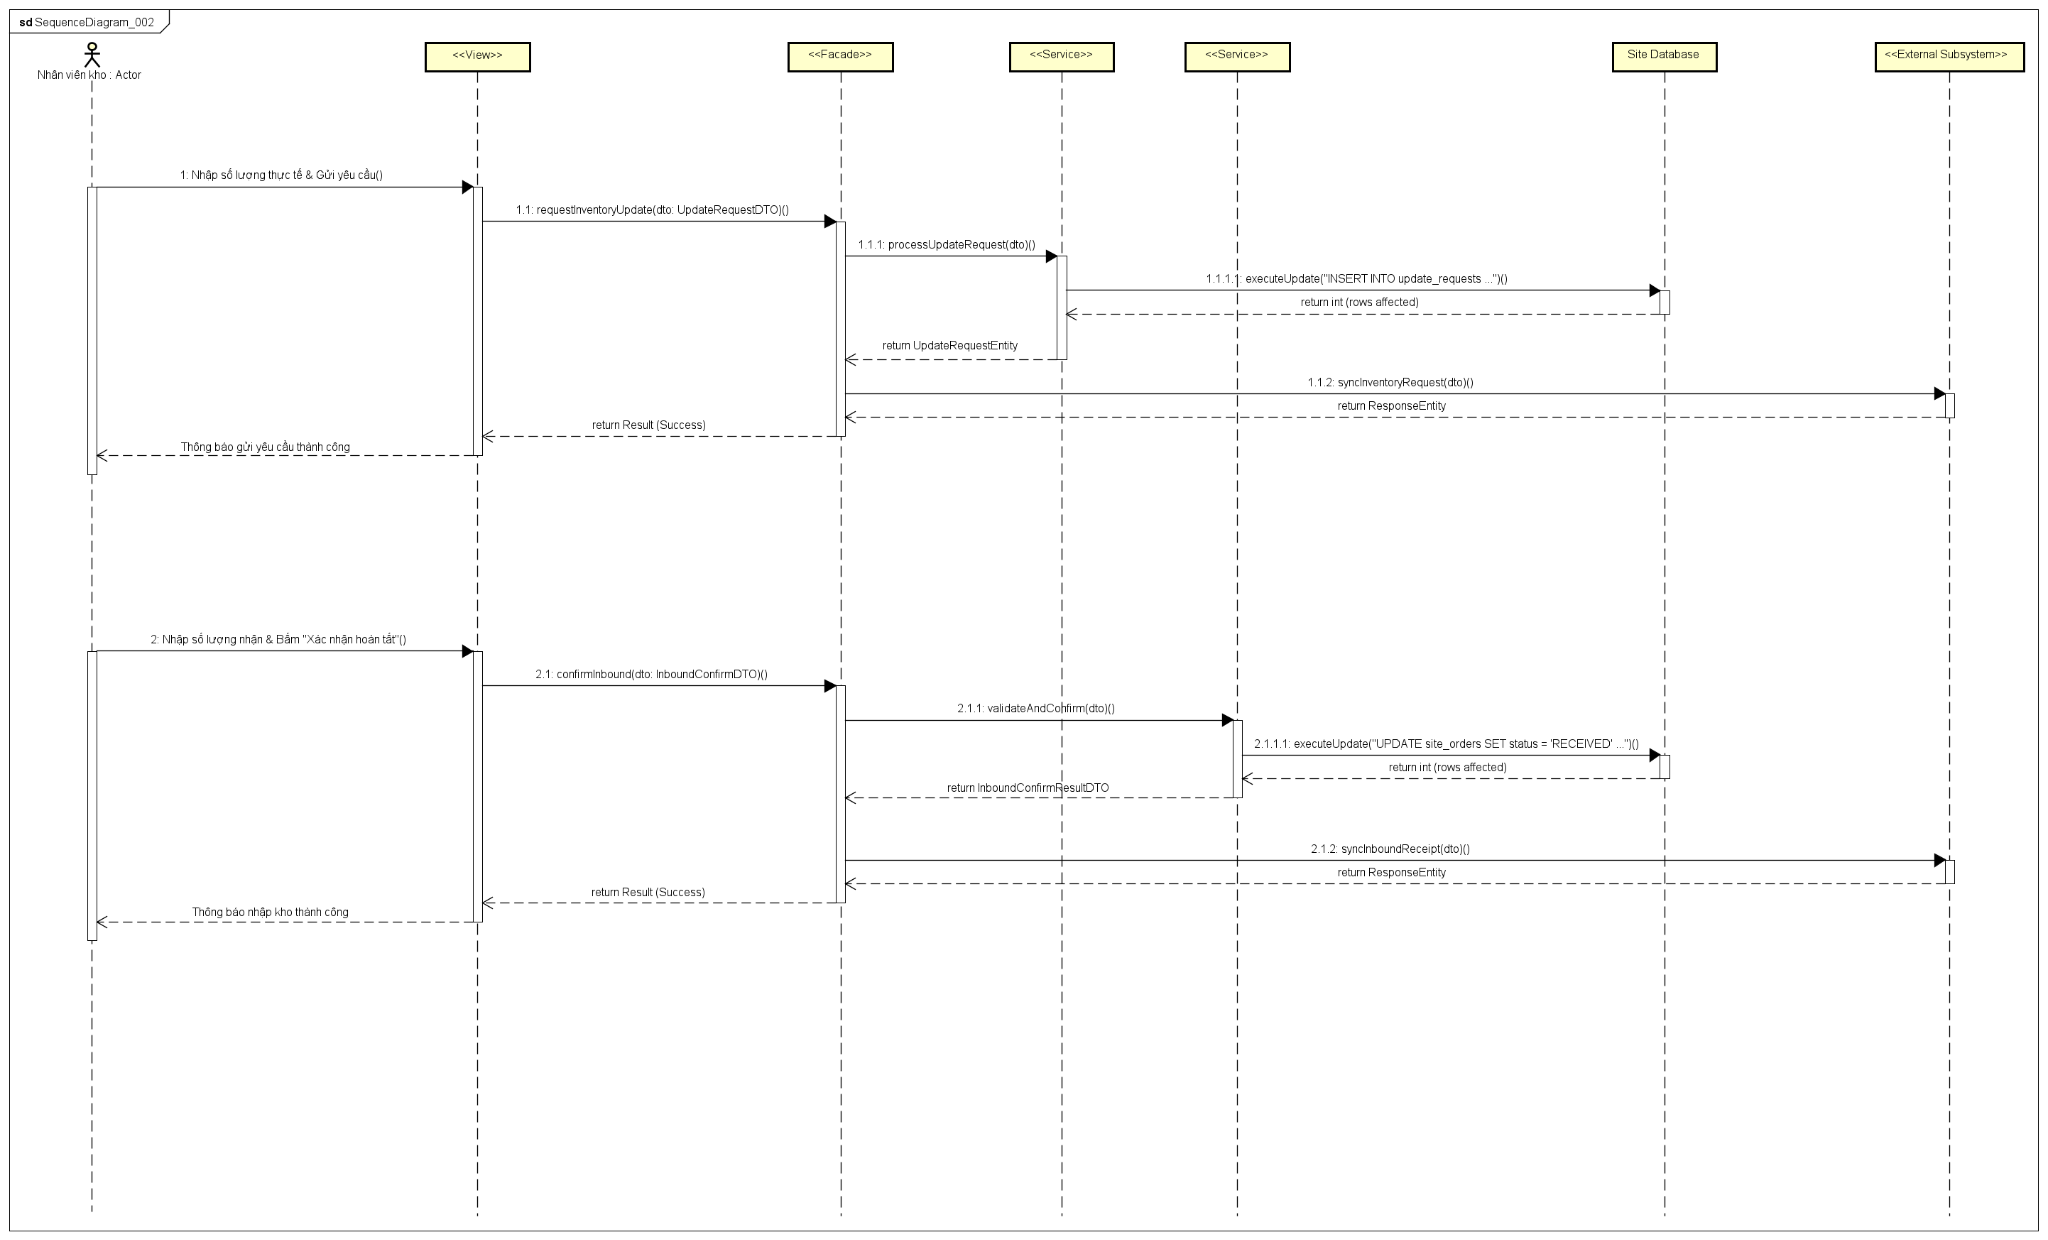 sd SequenceDiagram_002
Nhân viên kho : Actor
<<View>>
<<Facade>>
<<Service>>
<<Service>>
Site Database
<<External Subsystem>>
1: Nhập số lượng thực tế & Gửi yêu cầu()
1.1: requestInventoryUpdate(dto: UpdateRequestDTO)()
1.1.1: processUpdateRequest(dto)()
1.1.1.1: executeUpdate("INSERT INTO update_requests ...")()
return int (rows affected)
return UpdateRequestEntity
1.1.2: syncInventoryRequest(dto)()
return ResponseEntity
return Result (Success)
Thông báo gửi yêu cầu thành công
2: Nhập số lượng nhận & Bấm "Xác nhận hoàn tất"()
2.1: confirmInbound(dto: InboundConfirmDTO)()
2.1.1: validateAndConfirm(dto)()
2.1.1.1: executeUpdate("UPDATE site_orders SET status = 'RECEIVED' ...")()
return int (rows affected)
return InboundConfirmResultDTO
2.1.2: syncInboundReceipt(dto)()
return ResponseEntity
return Result (Success)
Thông báo nhập kho thành công